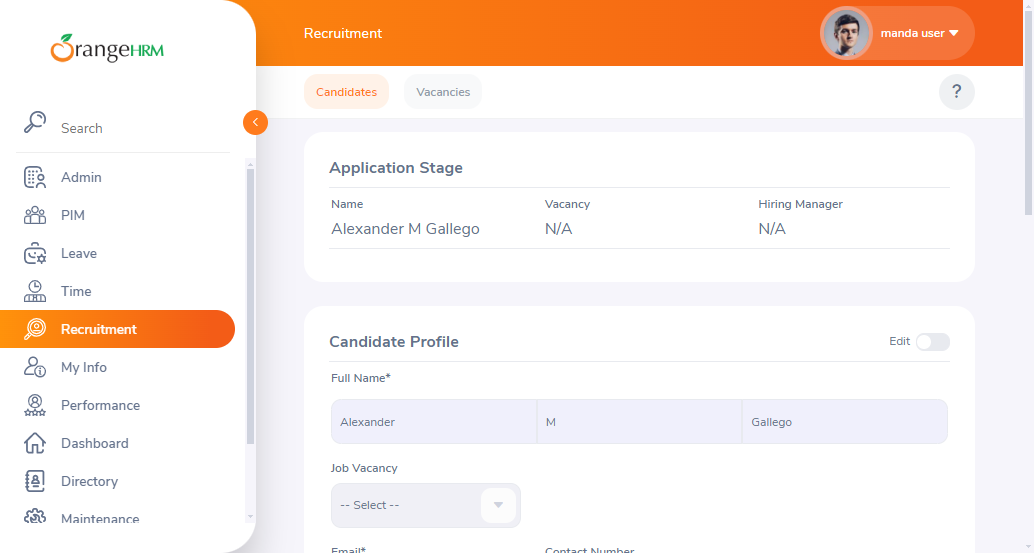 OrangeHRM
Search
Admin
PIM
Leave
Time
Recruitment
My Info
Performance
Dashboard
Directory
Maintenance
Recruitment
manda user
Candidates
Vacancies
?
Application Stage
Name Vacancy Hiring Manager
Alexander M Gallego N/A N/A
Candidate Profile Edit
Full Name*
Alexander M Gallego
Job Vacancy
-- Select --
Email* Contact Number